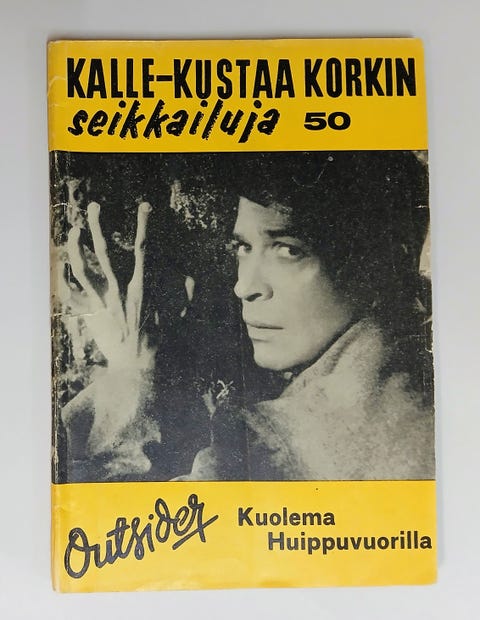 KALLE-KUSTAA KORKIN
seikkailuja 50
Outsider
Kuolema
Huippuvuorilla